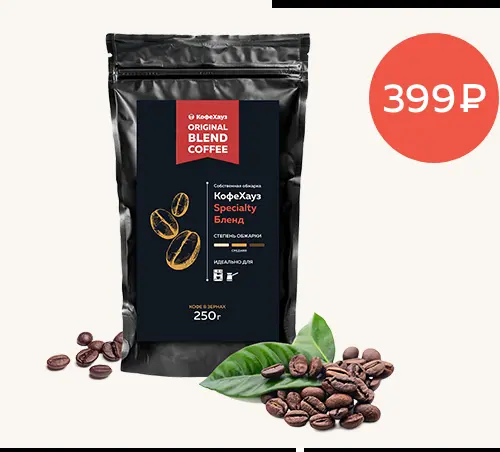 КофеХауз
ORIGINAL
BLEND
COFFEE
399₽
Собственная обжарка
КофеХауз
Specialty
Бленд
СТЕПЕНЬ ОБЖАРКИ
СРЕДНЯЯ
ИДЕАЛЬНО ДЛЯ
КОФЕ В ЗЕРНАХ
250г